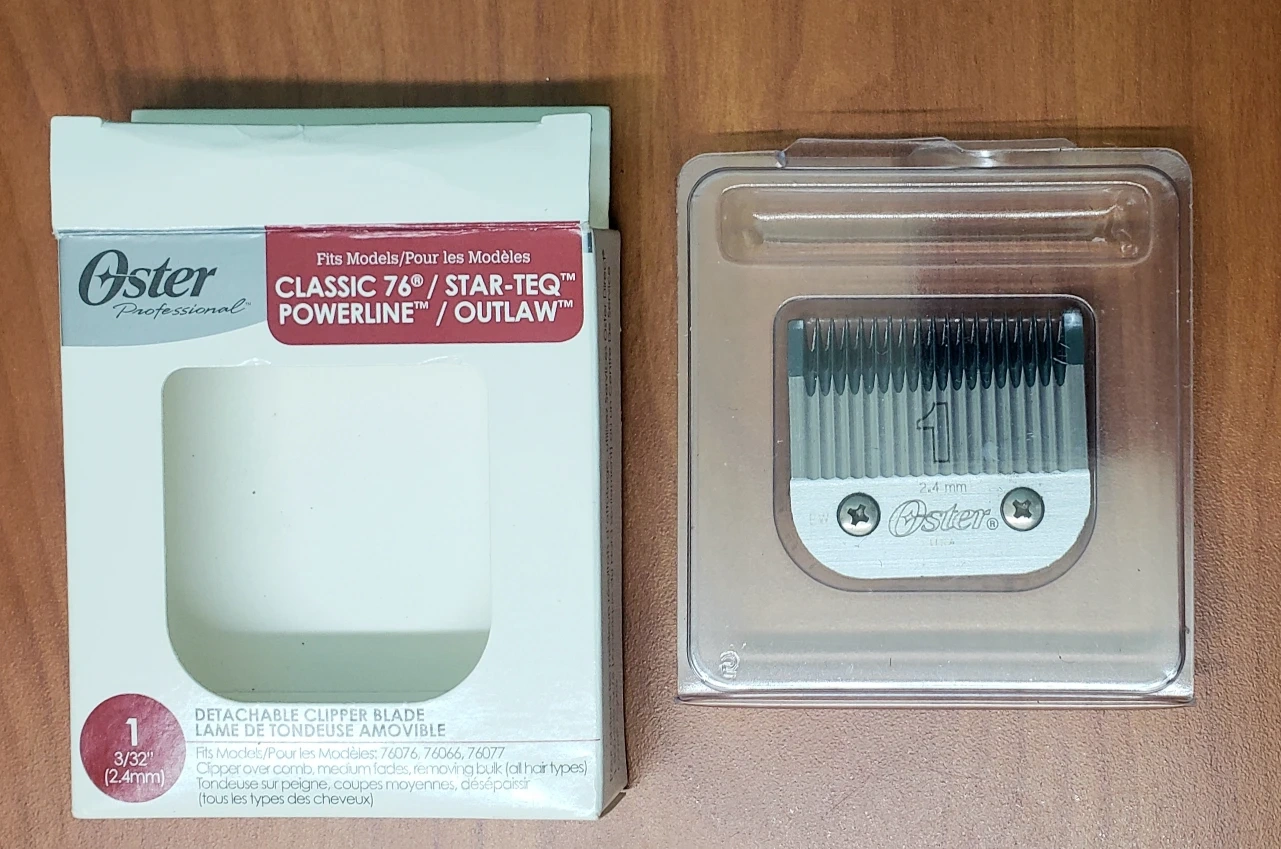 Oster
Professional™
Fits Models/Pour les Modèles
CLASSIC 76® / STAR-TEQ™
POWERLINE™ / OUTLAW™
1
3/32"
(2.4mm)
DETACHABLE CLIPPER BLADE
LAME DE TONDEUSE AMOVIBLE
Fits Models/Pour les Modèles: 76076, 76066, 76077
Clipper over comb, medium fades, removing bulk (all hair types)
Tondeuse sur peigne, coupes moyennes, désépaissir
(tous les types des cheveux)
1
2.4 mm
Oster®
USA